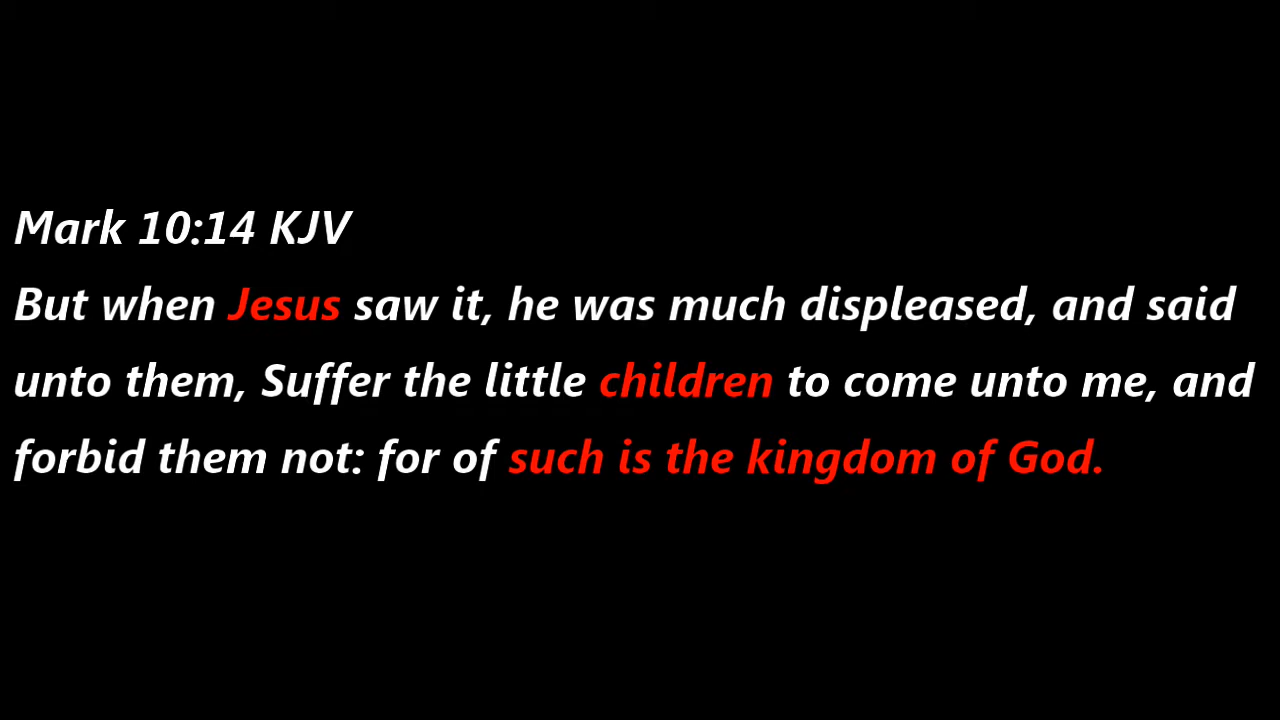 Mark 10:14 KJV
But when Jesus saw it, he was much displeased, and said
unto them, Suffer the little children to come unto me, and
forbid them not: for of such is the kingdom of God.